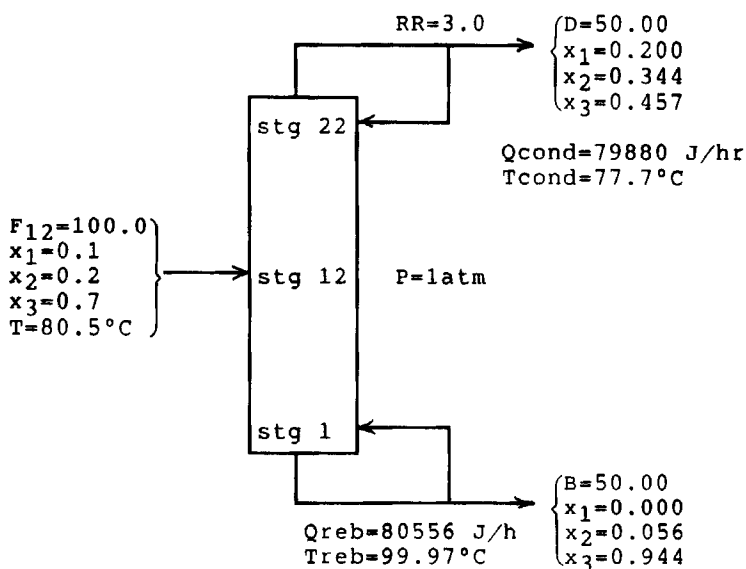 RR=3.0
D=50.00
x1=0.200
x2=0.344
x3=0.457
stg 22
Qcond=79880 J/hr
Tcond=77.7°C
F12=100.0
x1=0.1
x2=0.2
x3=0.7
T=80.5°C
stg 12
P=1atm
stg 1
B=50.00
x1=0.000
x2=0.056
x3=0.944
Qreb=80556 J/h
Treb=99.97°C